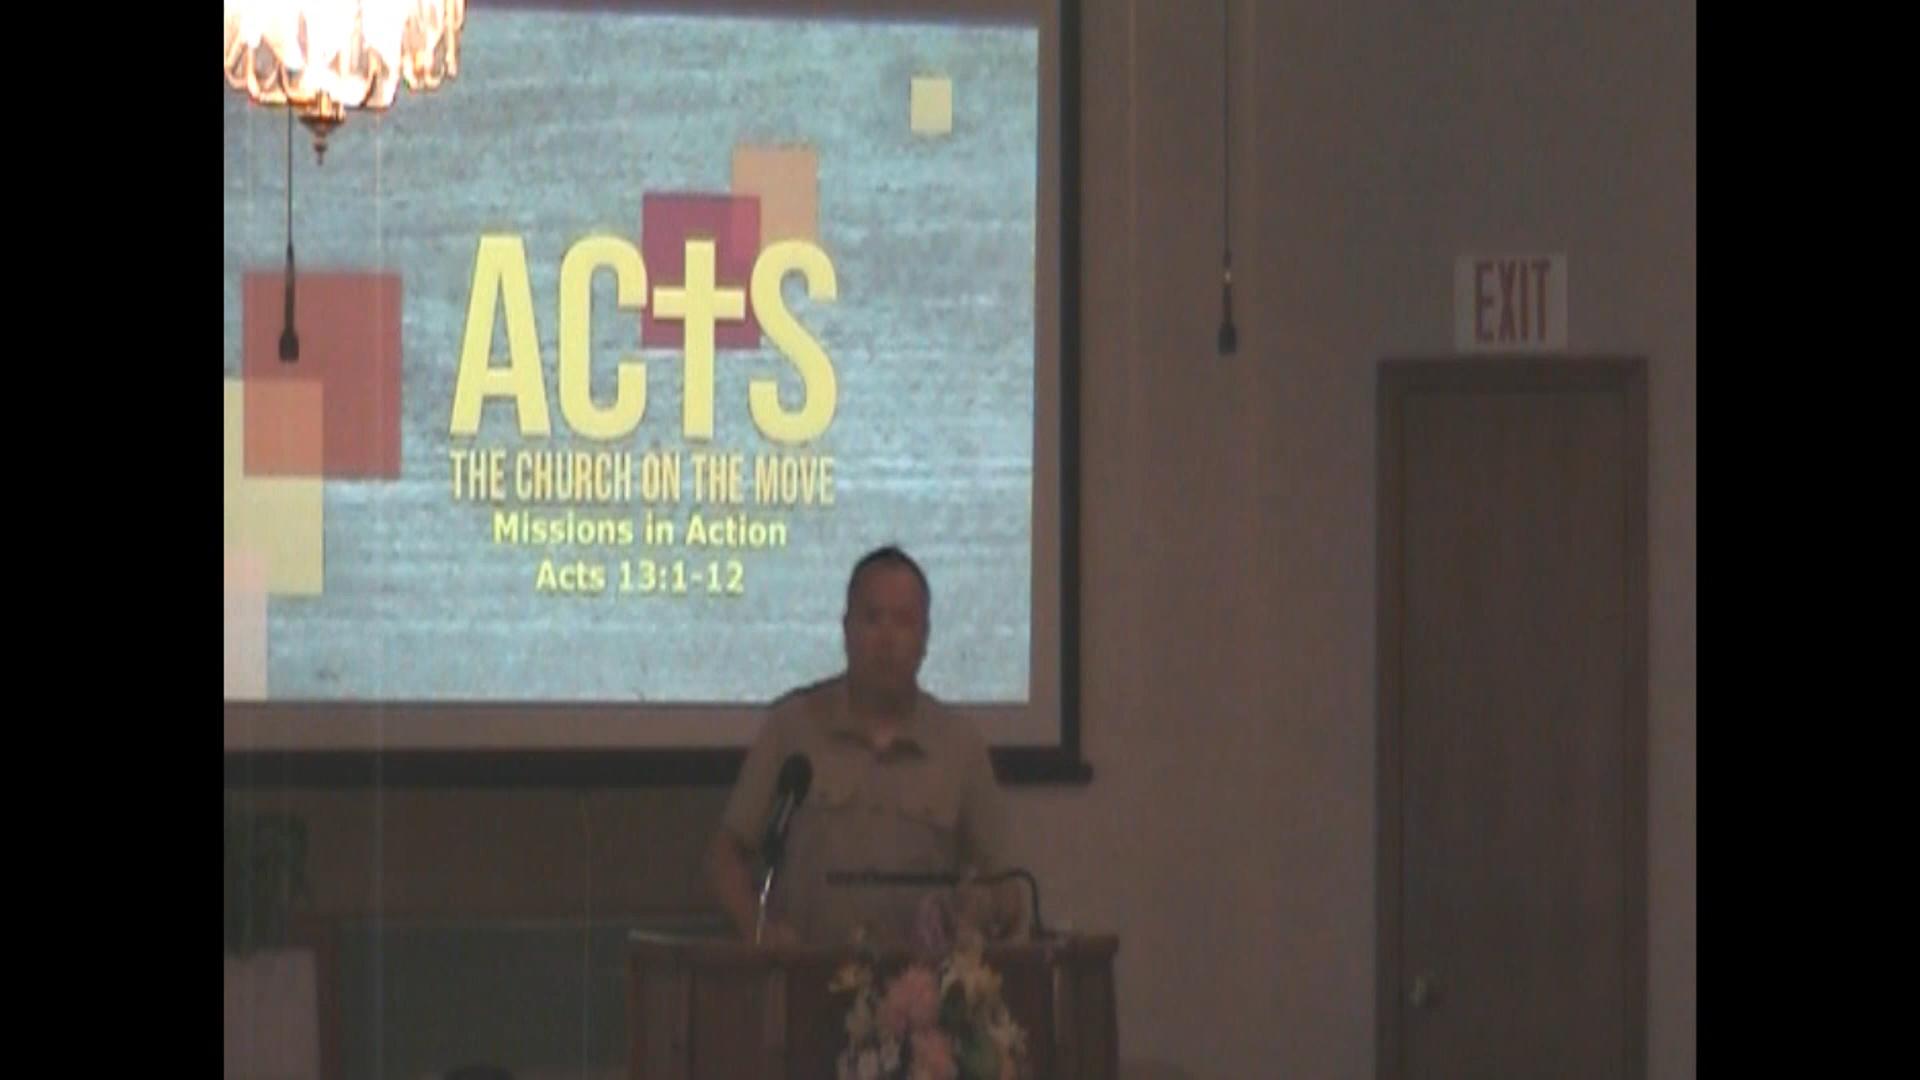 ACTS
THE CHURCH ON THE MOVE
Missions in Action
Acts 13:1-12
EXIT